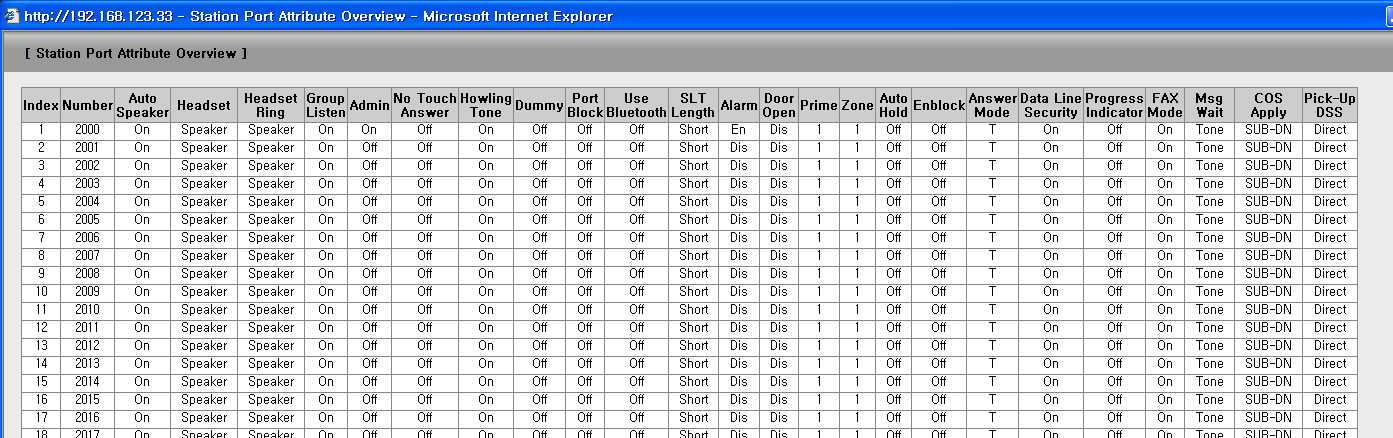 http://192.168.123.33 - Station Port Attribute Overview - Microsoft Internet Explorer
[ Station Port Attribute Overview ]
Index Number Auto Speaker Headset Headset Ring Group Listen Admin No Touch Answer Howling Tone Dummy Port Block Use Bluetooth SLT Length Alarm Door Open Prime Zone Auto Hold Enblock Answer Mode Data Line Security Progress Indicator FAX Mode Msg Wait COS Apply Pick-Up DSS
1 2000 On Speaker Speaker On On Off On Off Off Off Short En Dis 1 1 Off Off T On Off On Tone SUB-DN Direct
2 2001 On Speaker Speaker On Off Off On Off Off Off Short Dis Dis 1 1 Off Off T On Off On Tone SUB-DN Direct
3 2002 On Speaker Speaker On Off Off On Off Off Off Short Dis Dis 1 1 Off Off T On Off On Tone SUB-DN Direct
4 2003 On Speaker Speaker On Off Off On Off Off Off Short Dis Dis 1 1 Off Off T On Off On Tone SUB-DN Direct
5 2004 On Speaker Speaker On Off Off On Off Off Off Short Dis Dis 1 1 Off Off T On Off On Tone SUB-DN Direct
6 2005 On Speaker Speaker On Off Off On Off Off Off Short Dis Dis 1 1 Off Off T On Off On Tone SUB-DN Direct
7 2006 On Speaker Speaker On Off Off On Off Off Off Short Dis Dis 1 1 Off Off T On Off On Tone SUB-DN Direct
8 2007 On Speaker Speaker On Off Off On Off Off Off Short Dis Dis 1 1 Off Off T On Off On Tone SUB-DN Direct
9 2008 On Speaker Speaker On Off Off On Off Off Off Short Dis Dis 1 1 Off Off T On Off On Tone SUB-DN Direct
10 2009 On Speaker Speaker On Off Off On Off Off Off Short Dis Dis 1 1 Off Off T On Off On Tone SUB-DN Direct
11 2010 On Speaker Speaker On Off Off On Off Off Off Short Dis Dis 1 1 Off Off T On Off On Tone SUB-DN Direct
12 2011 On Speaker Speaker On Off Off On Off Off Off Short Dis Dis 1 1 Off Off T On Off On Tone SUB-DN Direct
13 2012 On Speaker Speaker On Off Off On Off Off Off Short Dis Dis 1 1 Off Off T On Off On Tone SUB-DN Direct
14 2013 On Speaker Speaker On Off Off On Off Off Off Short Dis Dis 1 1 Off Off T On Off On Tone SUB-DN Direct
15 2014 On Speaker Speaker On Off Off On Off Off Off Short Dis Dis 1 1 Off Off T On Off On Tone SUB-DN Direct
16 2015 On Speaker Speaker On Off Off On Off Off Off Short Dis Dis 1 1 Off Off T On Off On Tone SUB-DN Direct
17 2016 On Speaker Speaker On Off Off On Off Off Off Short Dis Dis 1 1 Off Off T On Off On Tone SUB-DN Direct
18 2017 On Speaker Speaker On Off Off On Off Off Off Short Dis Dis 1 1 Off Off T On Off On Tone SUB-DN Direct